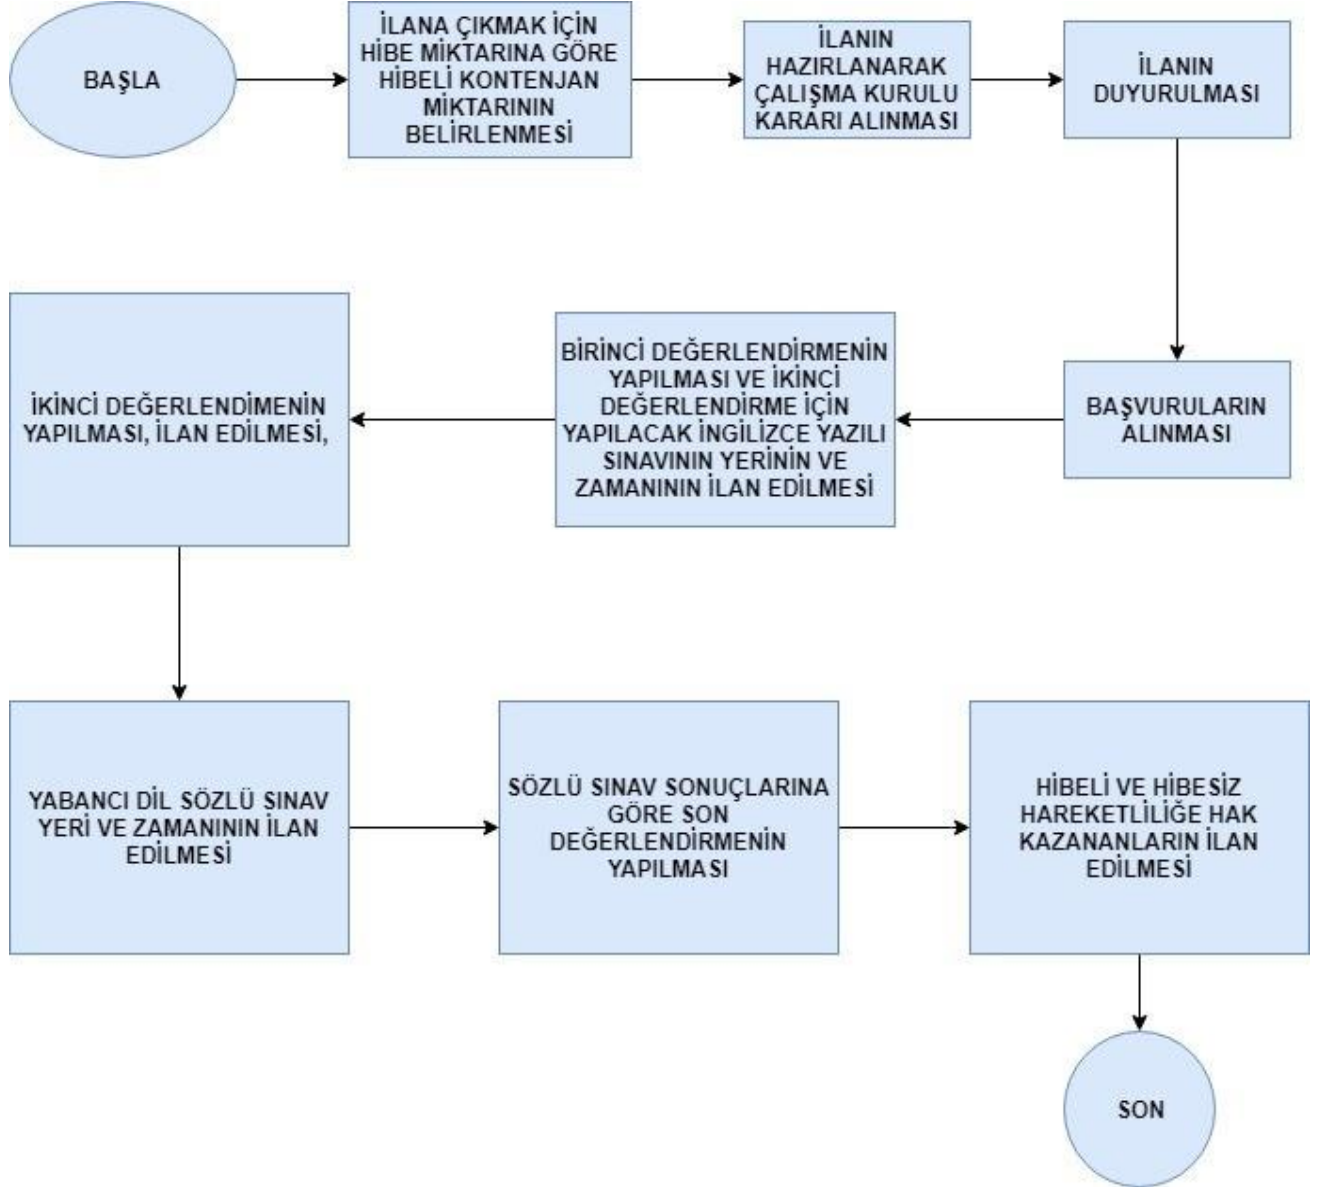 BAŞLA
İLANA ÇIKMAK İÇİN
HİBE MİKTARINA GÖRE
HİBELİ KONTENJAN
MİKTARININ
BELİRLENMESİ
İLANIN
HAZIRLANARAK
ÇALIŞMA KURULU
KARARI ALINMASI
İLANIN
DUYURULMASI
BAŞVURULARIN
ALINMASI
BİRİNCİ DEĞERLENDİRMENİN
YAPILMASI VE İKİNCİ
DEĞERLENDİRME İÇİN
YAPILACAK İNGİLİZCE YAZILI
SINAVININ YERİNİN VE
ZAMANININ İLAN EDİLMESİ
İKİNCİ DEĞERLENDİMENİN
YAPILMASI, İLAN EDİLMESİ,
YABANCI DİL SÖZLÜ SINAV
YERİ VE ZAMANININ İLAN
EDİLMESİ
SÖZLÜ SINAV SONUÇLARINA
GÖRE SON
DEĞERLENDİRMENİN
YAPILMASI
HİBELİ VE HİBESİZ
HAREKETLİLİĞE HAK
KAZANANLARIN İLAN
EDİLMESİ
SON